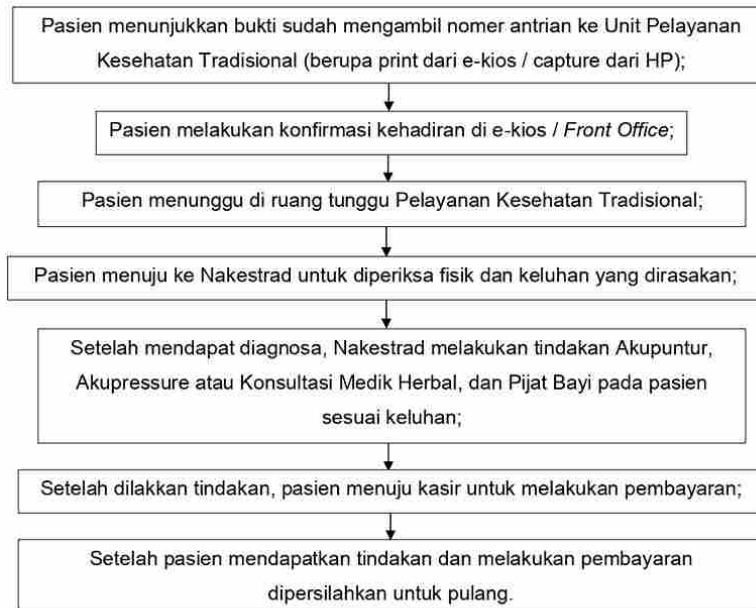 Pasien menunjukkan bukti sudah mengambil nomer antrian ke Unit Pelayanan
Kesehatan Tradisional (berupa print dari e-kios / capture dari HP);
Pasien melakukan konfirmasi kehadiran di e-kios / Front Office;
Pasien menunggu di ruang tunggu Pelayanan Kesehatan Tradisional;
Pasien menuju ke Nakestrad untuk diperiksa fisik dan keluhan yang dirasakan;
Setelah mendapat diagnosa, Nakestrad melakukan tindakan Akupuntur,
Akupressure atau Konsultasi Medik Herbal, dan Pijat Bayi pada pasien
sesuai keluhan;
Setelah dilakkan tindakan, pasien menuju kasir untuk melakukan pembayaran;
Setelah pasien mendapatkan tindakan dan melakukan pembayaran
dipersilahkan untuk pulang.